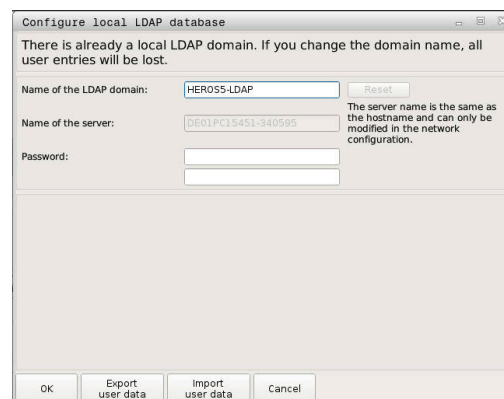 Configure local LDAP database
There is already a local LDAP domain. If you change the domain name, all
user entries will be lost.
Name of the LDAP domain:
HEROS5-LDAP
Reset
Name of the server:
DE01PC15451-340595
The server name is the same as
the hostname and can only be
modified in the network
configuration.
Password:
OK
Export
user data
Import
user data
Cancel